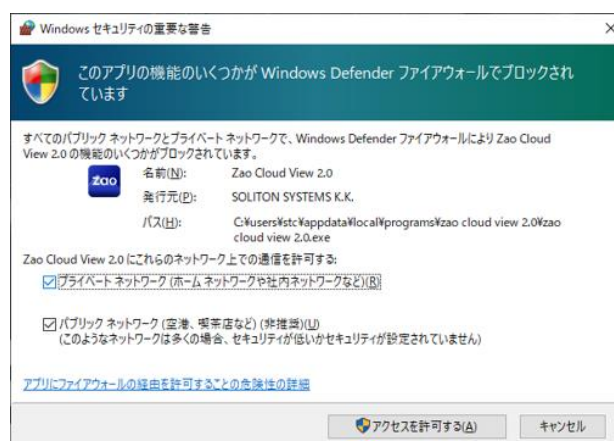 Windows セキュリティの重要な警告
このアプリの機能のいくつかが Windows Defender ファイアウォールでブロックされ
ています
すべてのパブリック ネットワークとプライベート ネットワークで、Windows Defender ファイアウォールにより Zao Cloud
View 2.0 の機能のいくつかがブロックされています。
zao
名前(N): Zao Cloud View 2.0
発行元(P): SOLITON SYSTEMS K.K.
パス(H): C:¥users¥stc¥appdata¥local¥programs¥zao cloud view 2.0¥zao
cloud view 2.0.exe
Zao Cloud View 2.0 にこれらのネットワーク上での通信を許可する:
プライベート ネットワーク (ホーム ネットワークや社内ネットワークなど)(R)
パブリック ネットワーク (空港、喫茶店など) (非推奨)(U)
(このようなネットワークは多くの場合、セキュリティが低いかセキュリティが設定されていません)
アプリにファイアウォールの経由を許可することの危険性の詳細
アクセスを許可する(A)
キャンセル